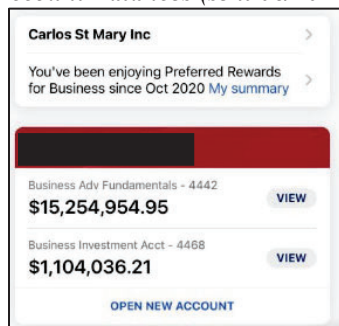 Carlos St Mary Inc
You've been enjoying Preferred Rewards
for Business since Oct 2020 My summary
Business Adv Fundamentals - 4442
$15,254,954.95
VIEW
Business Investment Acct - 4468
$1,104,036.21
VIEW
OPEN NEW ACCOUNT